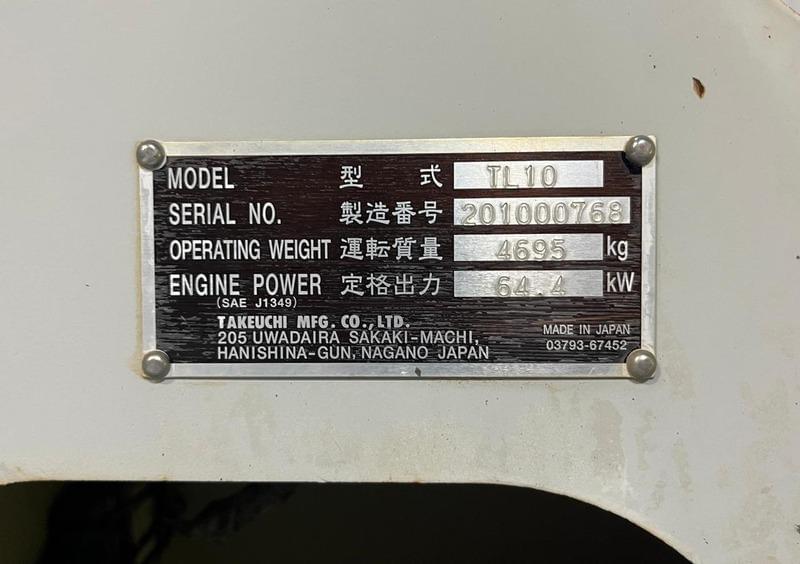 MODEL 型 式 TL10
SERIAL NO. 製造番号 201000768
OPERATING WEIGHT 運転質量 4695 kg
ENGINE POWER 定格出力 64.4 kW
(SAE J1349)
TAKEUCHI MFG. CO.,LTD.
205 UWADAIRA SAKAKI-MACHI,
HANISHINA-GUN, NAGANO JAPAN
MADE IN JAPAN
03793-67452